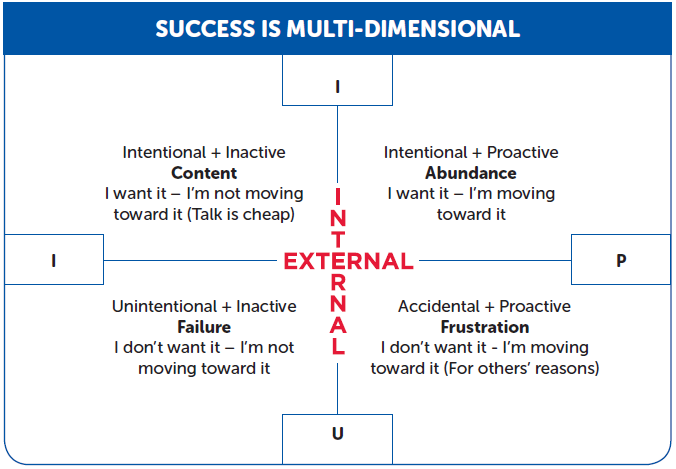 SUCCESS IS MULTI-DIMENSIONAL
I
Intentional + Inactive
Content
I want it – I’m not moving
toward it (Talk is cheap)
Intentional + Proactive
Abundance
I want it – I’m moving
toward it
INTERNAL
I
EXTERNAL
P
Unintentional + Inactive
Failure
I don’t want it – I’m not
moving toward it
Accidental + Proactive
Frustration
I don’t want it - I’m moving
toward it (For others’ reasons)
U